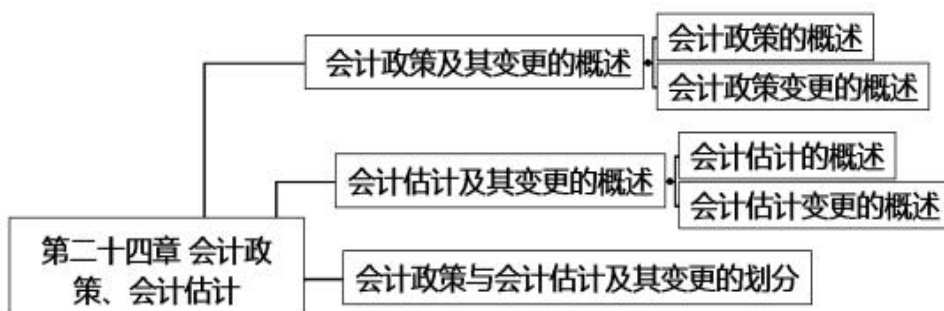 会计政策及其变更的概述
会计政策的概述
会计政策变更的概述
会计估计及其变更的概述
会计估计的概述
会计估计变更的概述
第二十四章 会计政
策、会计估计
会计政策与会计估计及其变更的划分